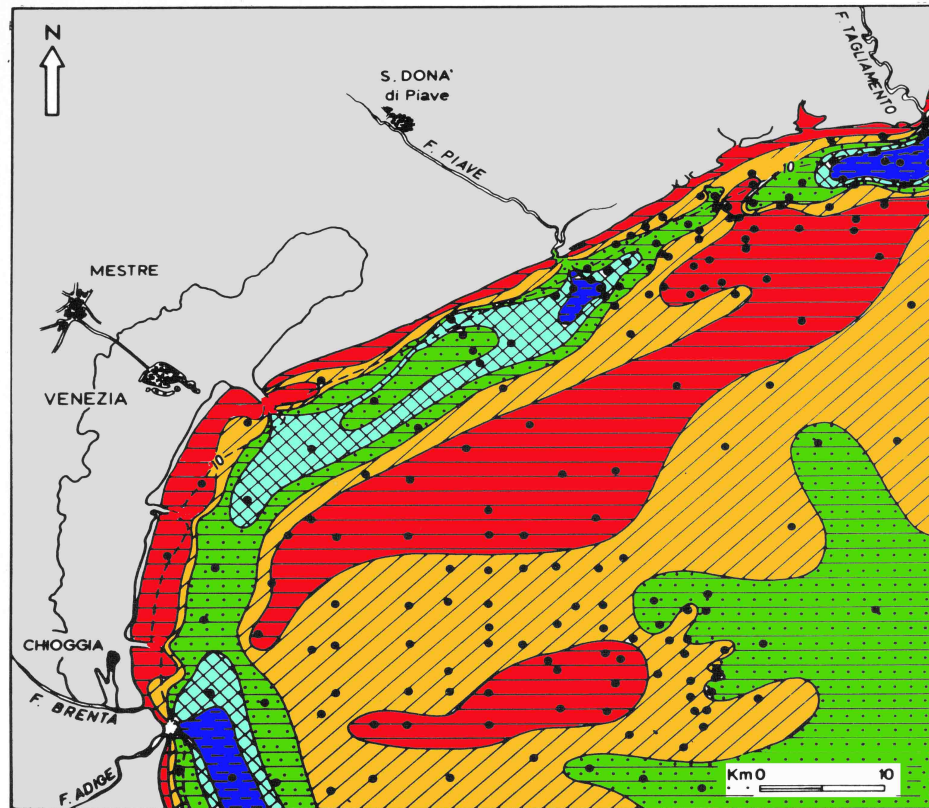 N
S. DONA'
di Piave
F. TAGLIAMENTO
F. PIAVE
10
MESTRE
VENEZIA
10
CHIOGGIA
F. BRENTA
F. ADIGE
Km 0 10